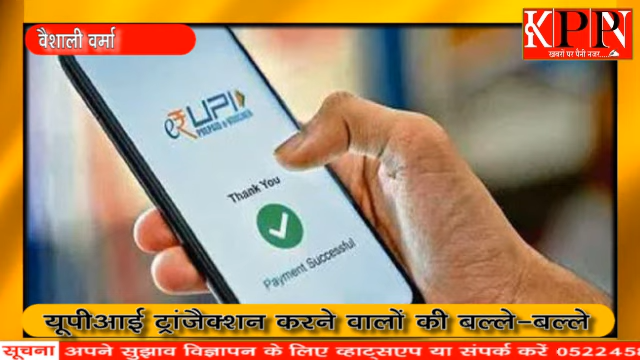 वैशाली वर्मा
KPN
खबरों पर पैनी नजर....
e₹UPI
PREPAID e-VOUCHER
Thank You
Payment Successful
यूपीआई ट्रांजैक्शन करने वालों की बल्ले-बल्ले
सूचना अपने सुझाव विज्ञापन के लिए व्हाट्सएप या संपर्क करें 052245